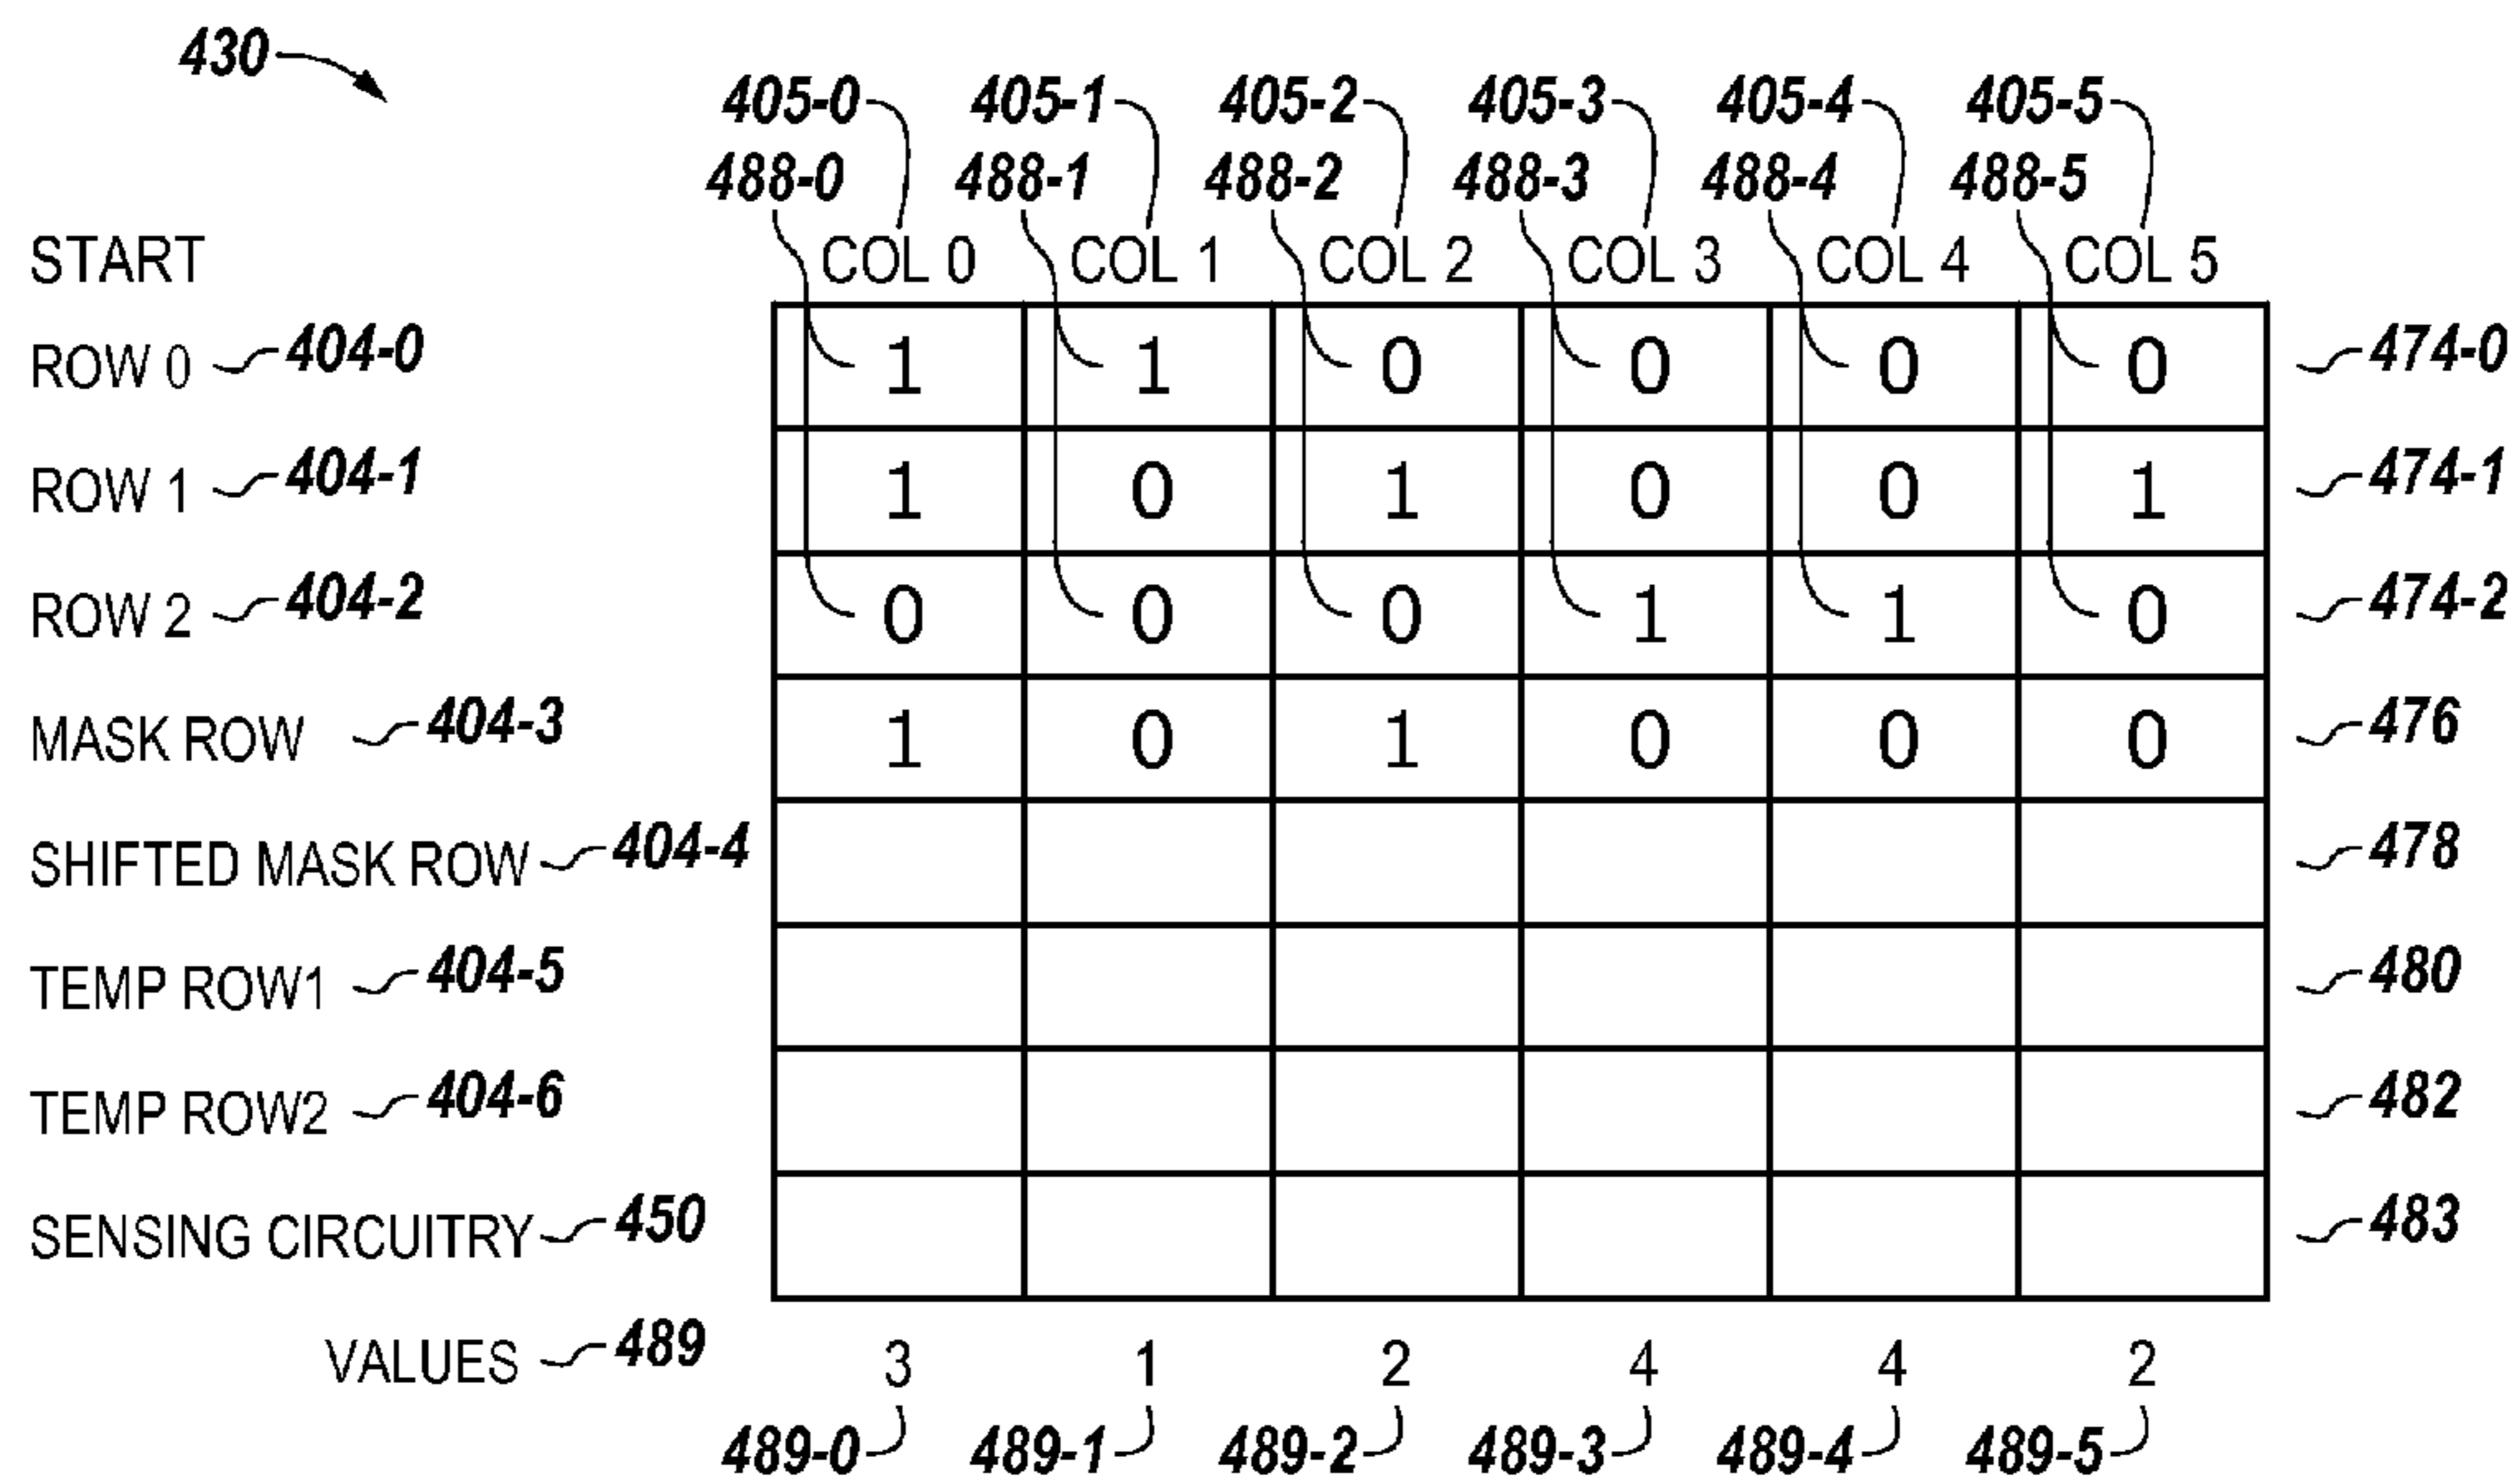 430
405-0 405-1 405-2 405-3 405-4 405-5
488-0 488-1 488-2 488-3 488-4 488-5
START COL 0 COL 1 COL 2 COL 3 COL 4 COL 5
ROW 0 404-0 1 1 0 0 0 0 474-0
ROW 1 404-1 1 0 1 0 0 1 474-1
ROW 2 404-2 0 0 0 1 1 0 474-2
MASK ROW 404-3 1 0 1 0 0 0 476
SHIFTED MASK ROW 404-4 478
TEMP ROW1 404-5 480
TEMP ROW2 404-6 482
SENSING CIRCUITRY 450 483
VALUES 489 3 1 2 4 4 2
489-0 489-1 489-2 489-3 489-4 489-5